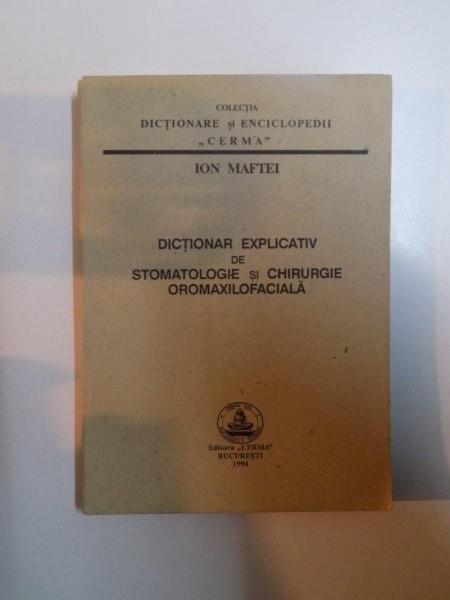 COLECȚIA
DICȚIONARE și ENCICLOPEDII
„CERMA”
ION MAFTEI
DICȚIONAR EXPLICATIV
DE
STOMATOLOGIE și CHIRURGIE
OROMAXILOFACIALĂ
Editura „CERMA”
BUCUREȘTI
1994